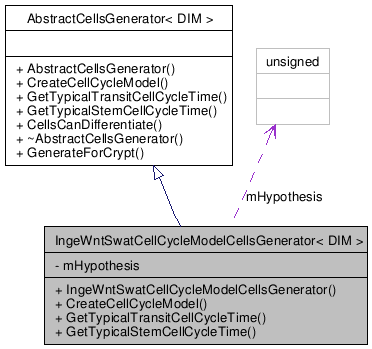 AbstractCellsGenerator< DIM >
+ AbstractCellsGenerator()
+ CreateCellCycleModel()
+ GetTypicalTransitCellCycleTime()
+ GetTypicalStemCellCycleTime()
+ CellsCanDifferentiate()
+ ~AbstractCellsGenerator()
+ GenerateForCrypt()
unsigned
mHypothesis
IngeWntSwatCellCycleModelCellsGenerator< DIM >
- mHypothesis
+ IngeWntSwatCellCycleModelCellsGenerator()
+ CreateCellCycleModel()
+ GetTypicalTransitCellCycleTime()
+ GetTypicalStemCellCycleTime()